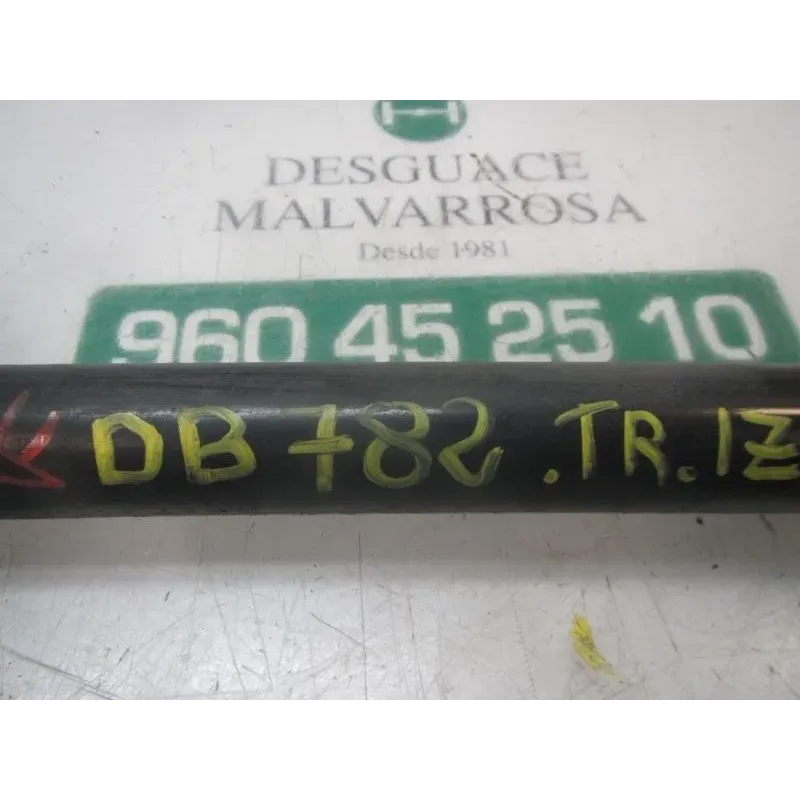 DESGUACE
MALVARROSA
Desde 1981
960 45 25 10
DB782.TR.IZ